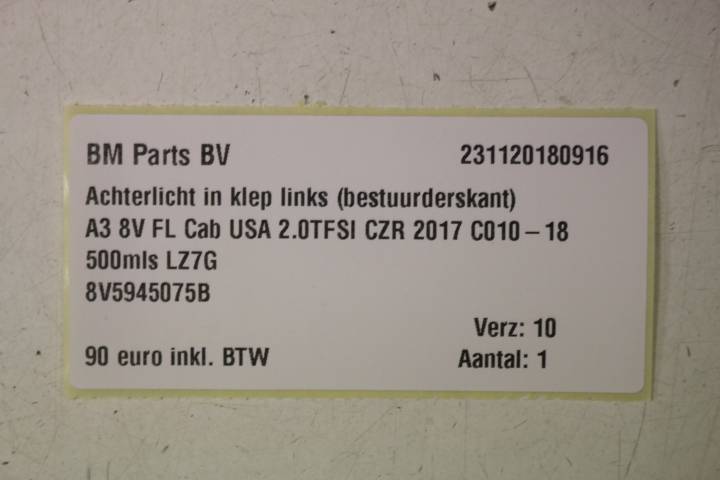 BM Parts BV 231120180916
Achterlicht in klep links (bestuurderskant)
A3 8V FL Cab USA 2.0TFSI CZR 2017 C010 – 18
500mls LZ7G
8V5945075B
Verz: 10
90 euro inkl. BTW Aantal: 1